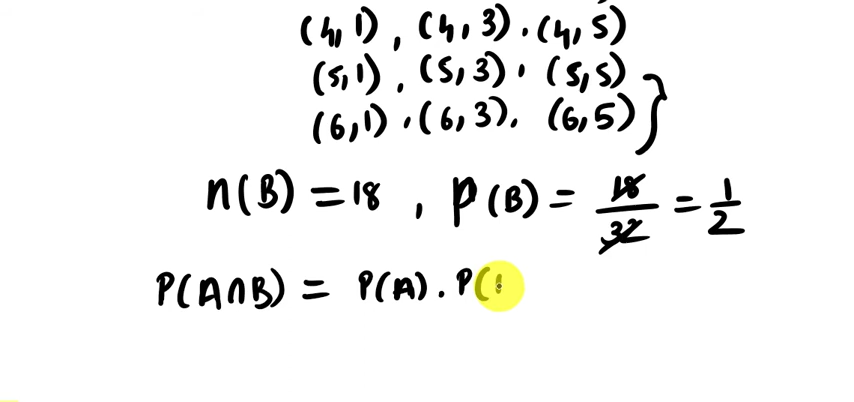 (4,1), (4,3). (4,5)
(5,1), (5,3). (5,5)
(6,1). (6,3). (6,5)}
n(B) = 18, P(B) = 18/32 = 1/2
P(A∩B) = P(A). P(